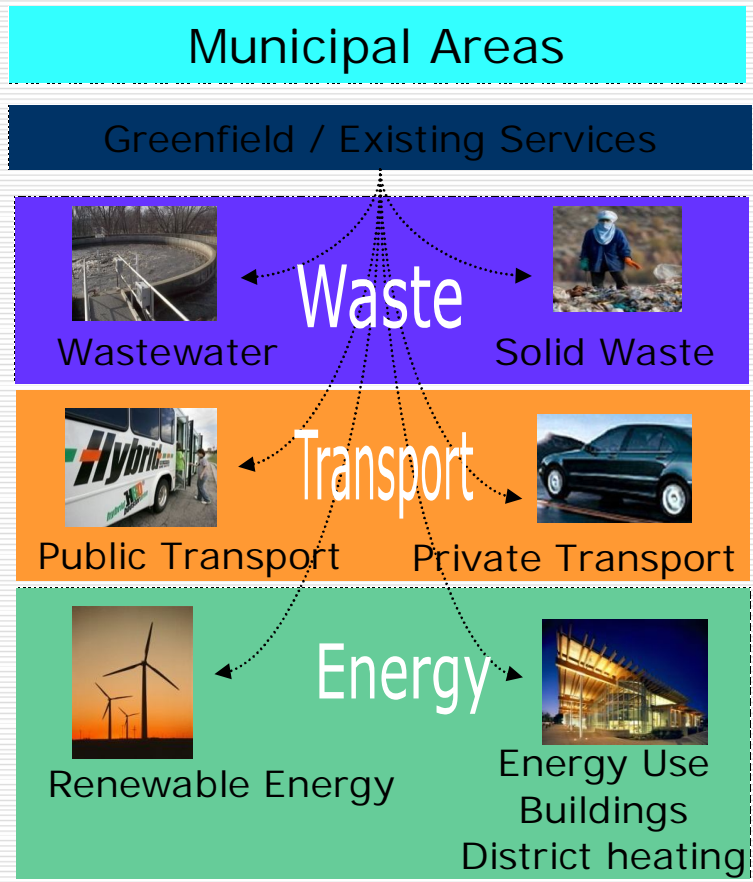 Municipal Areas
Greenfield / Existing Services
Waste
Wastewater
Solid Waste
Hybrid
Transport
Public Transport
Private Transport
Energy
Renewable Energy
Energy Use
Buildings
District heating